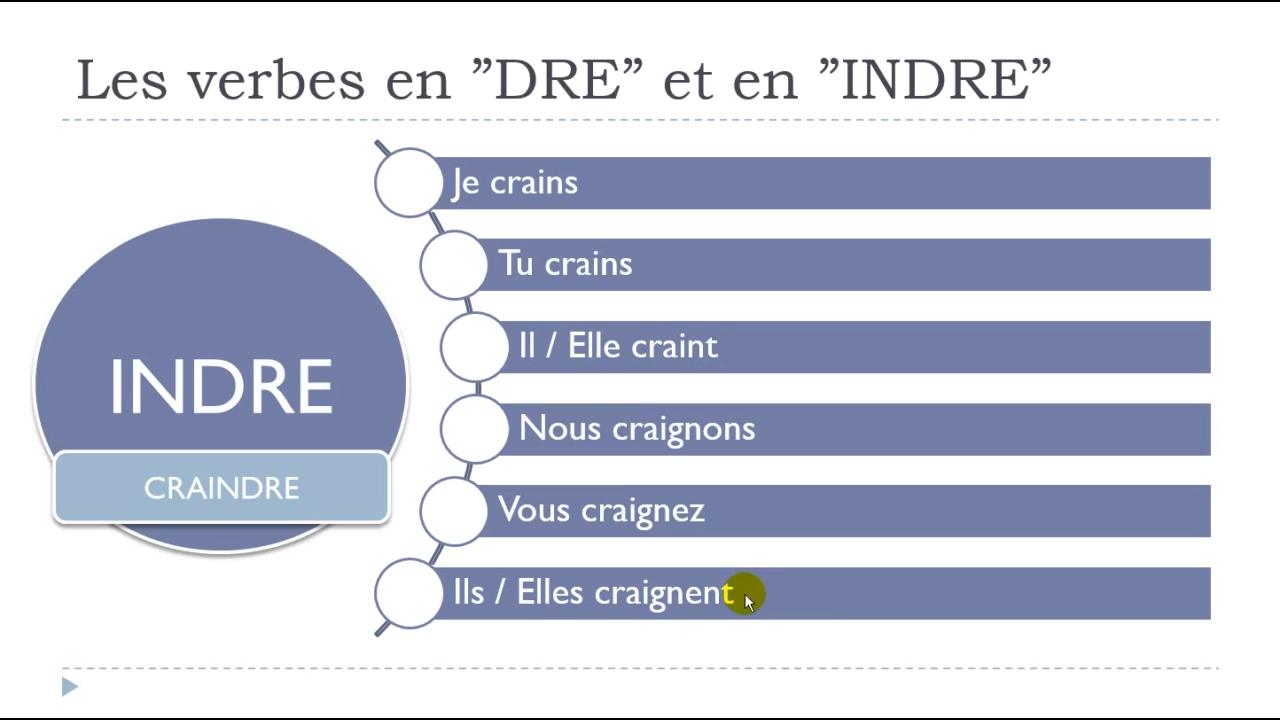 Les verbes en ”DRE” et en ”INDRE”
INDRE
CRAINDRE
Je crains
Tu crains
Il / Elle craint
Nous craignons
Vous craignez
Ils / Elles craignent